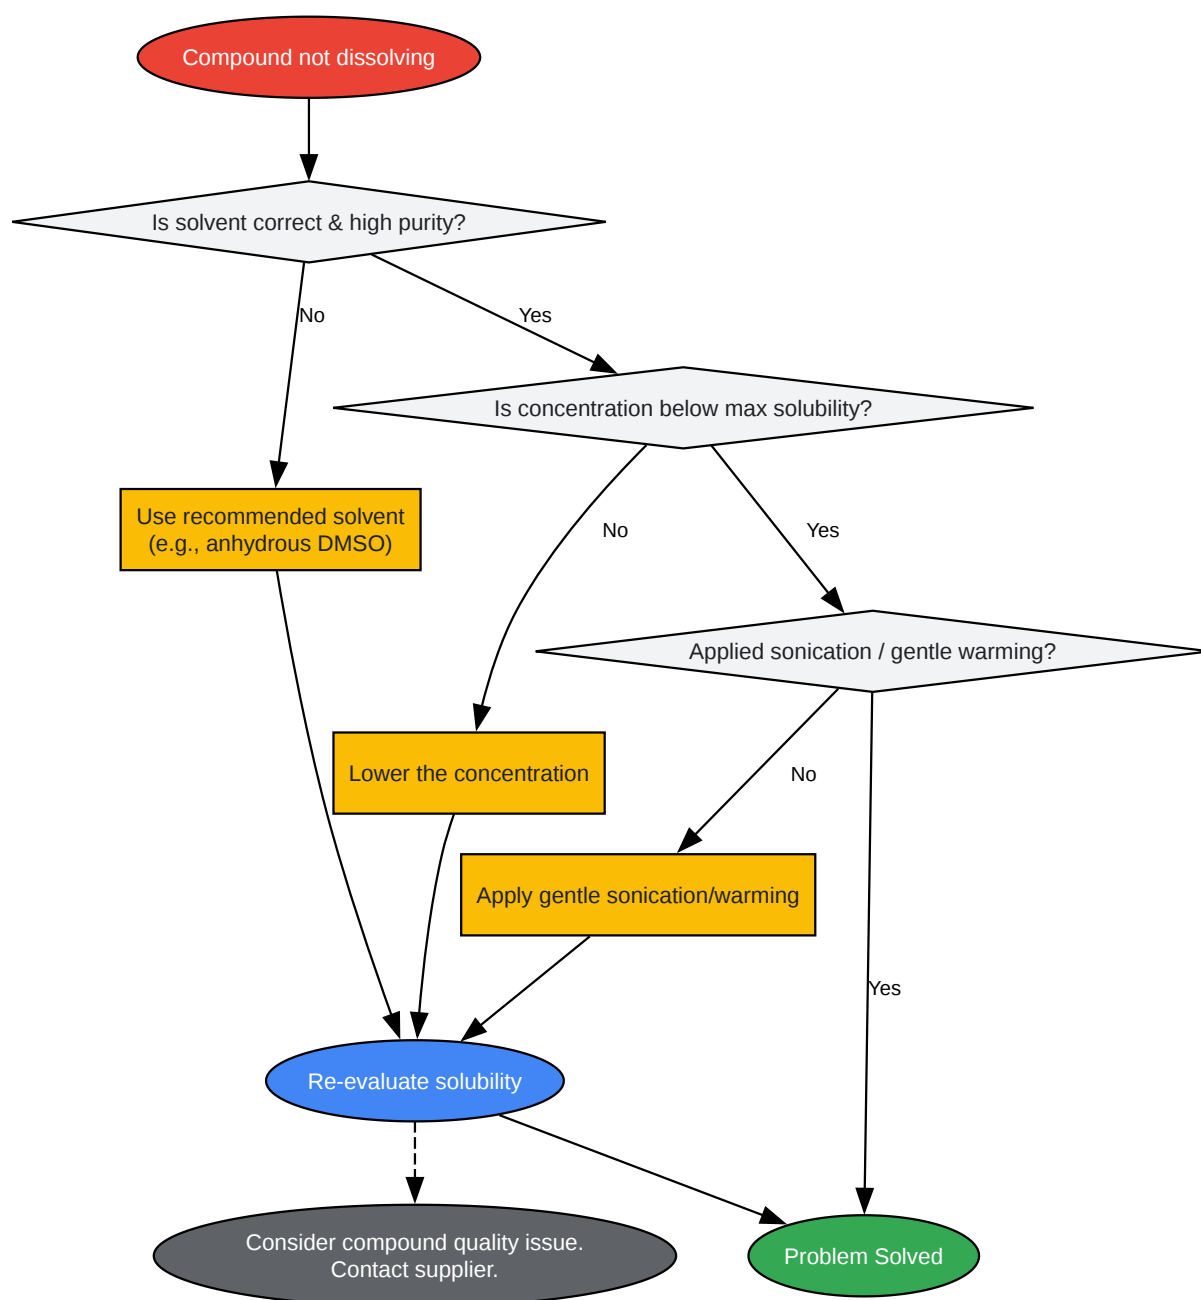 Compound not dissolving
Is solvent correct & high purity?
No
Yes
Is concentration below max solubility?
Use recommended solvent
(e.g., anhydrous DMSO)
No
Yes
Applied sonication / gentle warming?
Lower the concentration
No
Apply gentle sonication/warming
Yes
Re-evaluate solubility
Consider compound quality issue.
Contact supplier.
Problem Solved